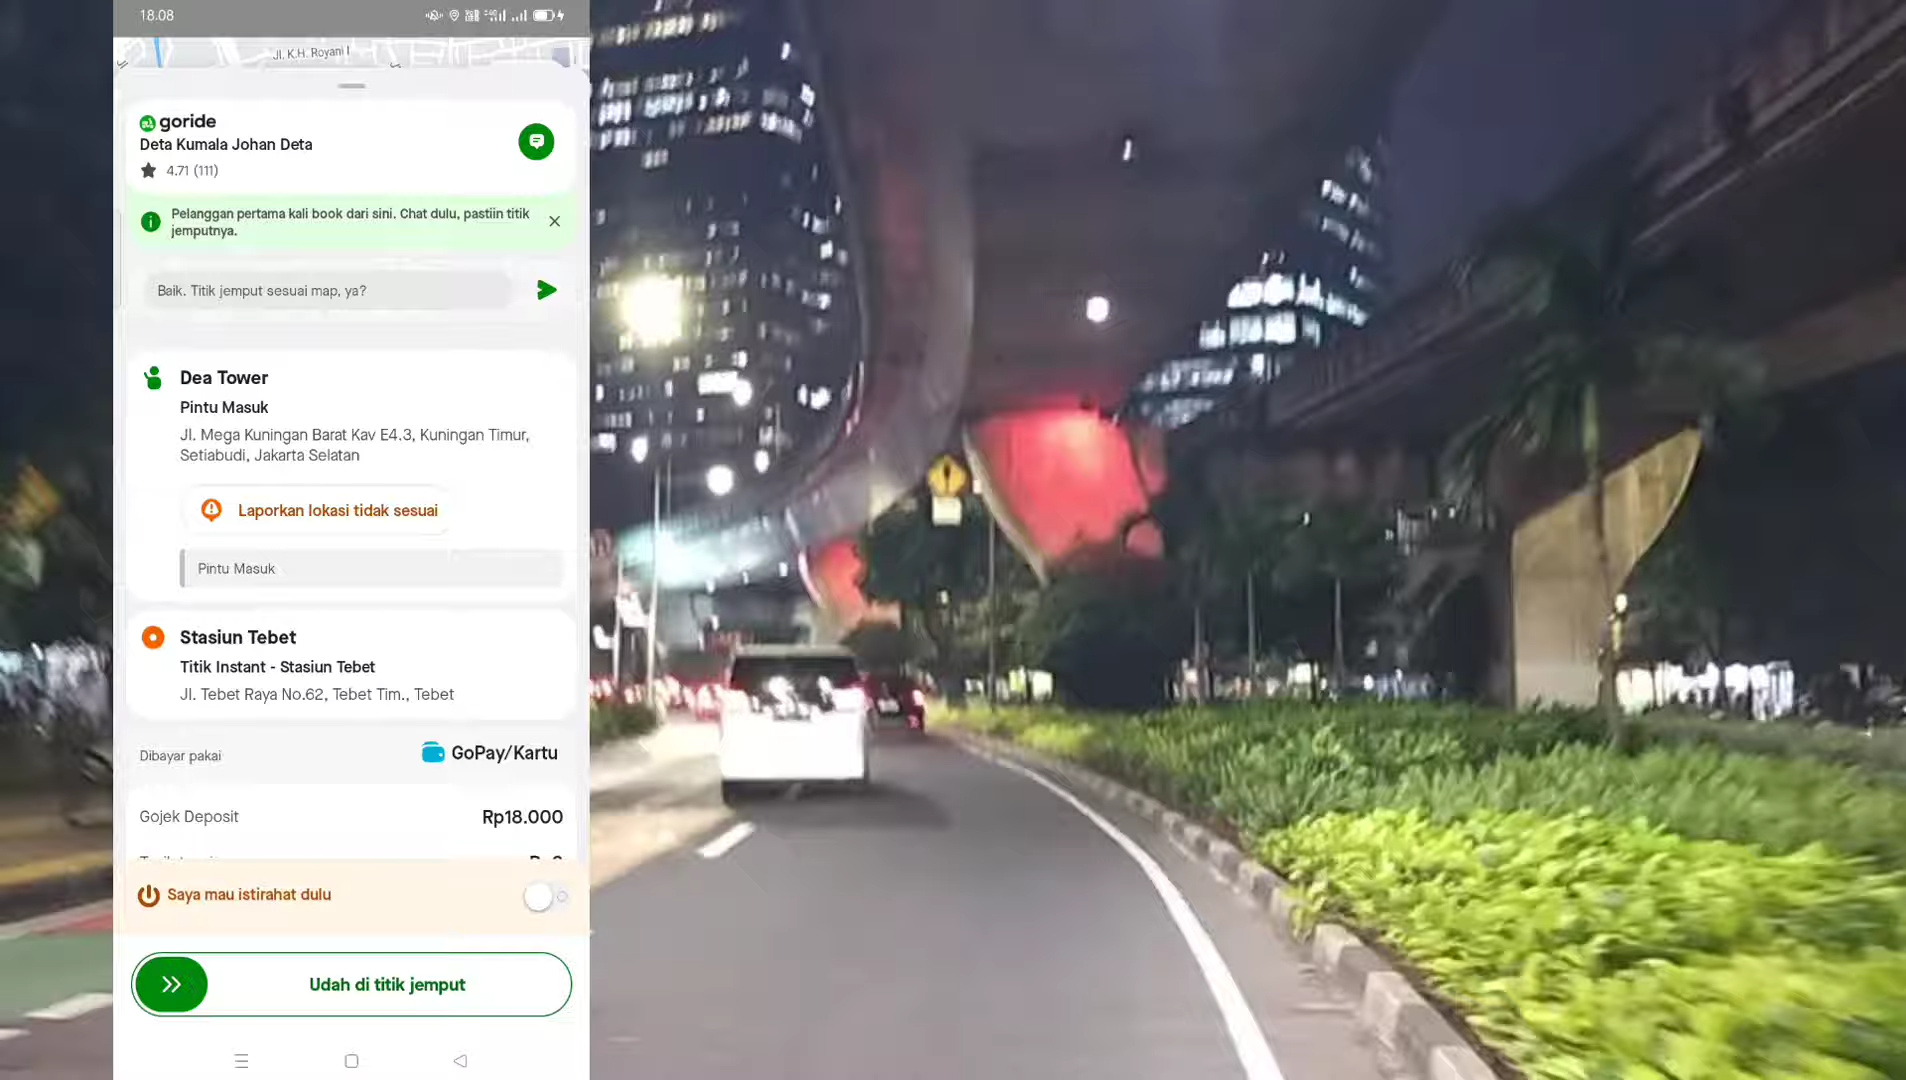 18.08
Jl. K.H. Royani I
goride
Deta Kumala Johan Deta
4.71 (111)
Pelanggan pertama kali book dari sini. Chat dulu, pastiin titik
jemputnya.
Baik. Titik jemput sesuai map, ya?
Dea Tower
Pintu Masuk
Jl. Mega Kuningan Barat Kav E4.3, Kuningan Timur,
Setiabudi, Jakarta Selatan
Laporkan lokasi tidak sesuai
Pintu Masuk
Stasiun Tebet
Titik Instant - Stasiun Tebet
Jl. Tebet Raya No.62, Tebet Tim., Tebet
Dibayar pakai
GoPay/Kartu
Gojek Deposit
Rp18.000
Saya mau istirahat dulu
Udah di titik jemput